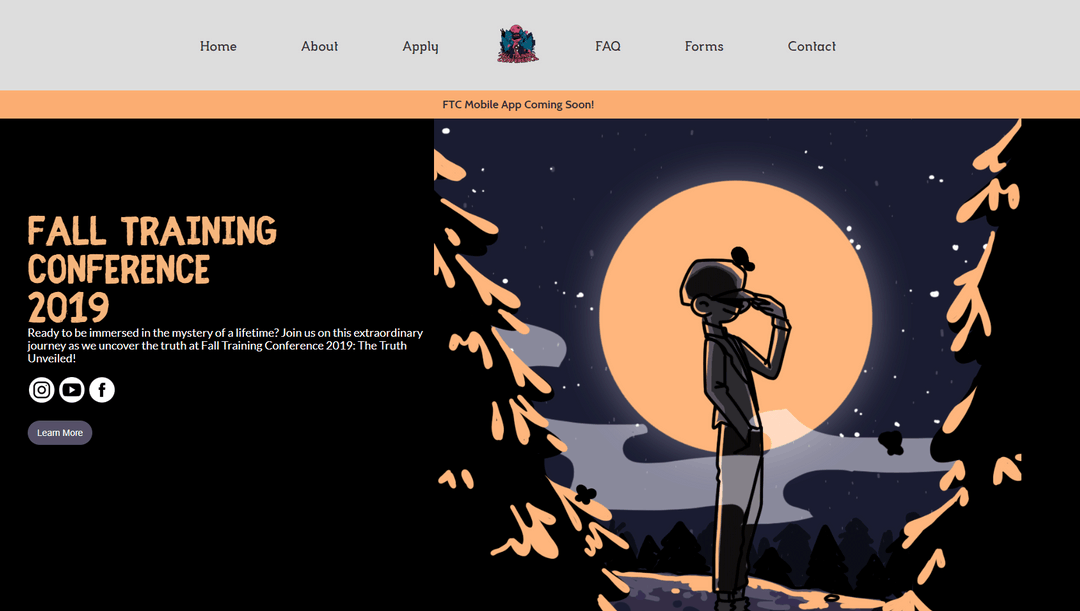 Home About Apply FAQ Forms Contact
FTC Mobile App Coming Soon!
FALL TRAINING
CONFERENCE
2019
Ready to be immersed in the mystery of a lifetime? Join us on this extraordinary
journey as we uncover the truth at Fall Training Conference 2019: The Truth
Unveiled!
Learn More